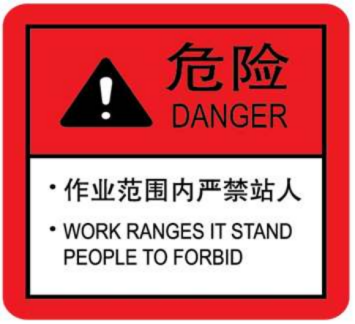 危险
DANGER
·作业范围内严禁站人
·WORK RANGES IT STAND
PEOPLE TO FORBID